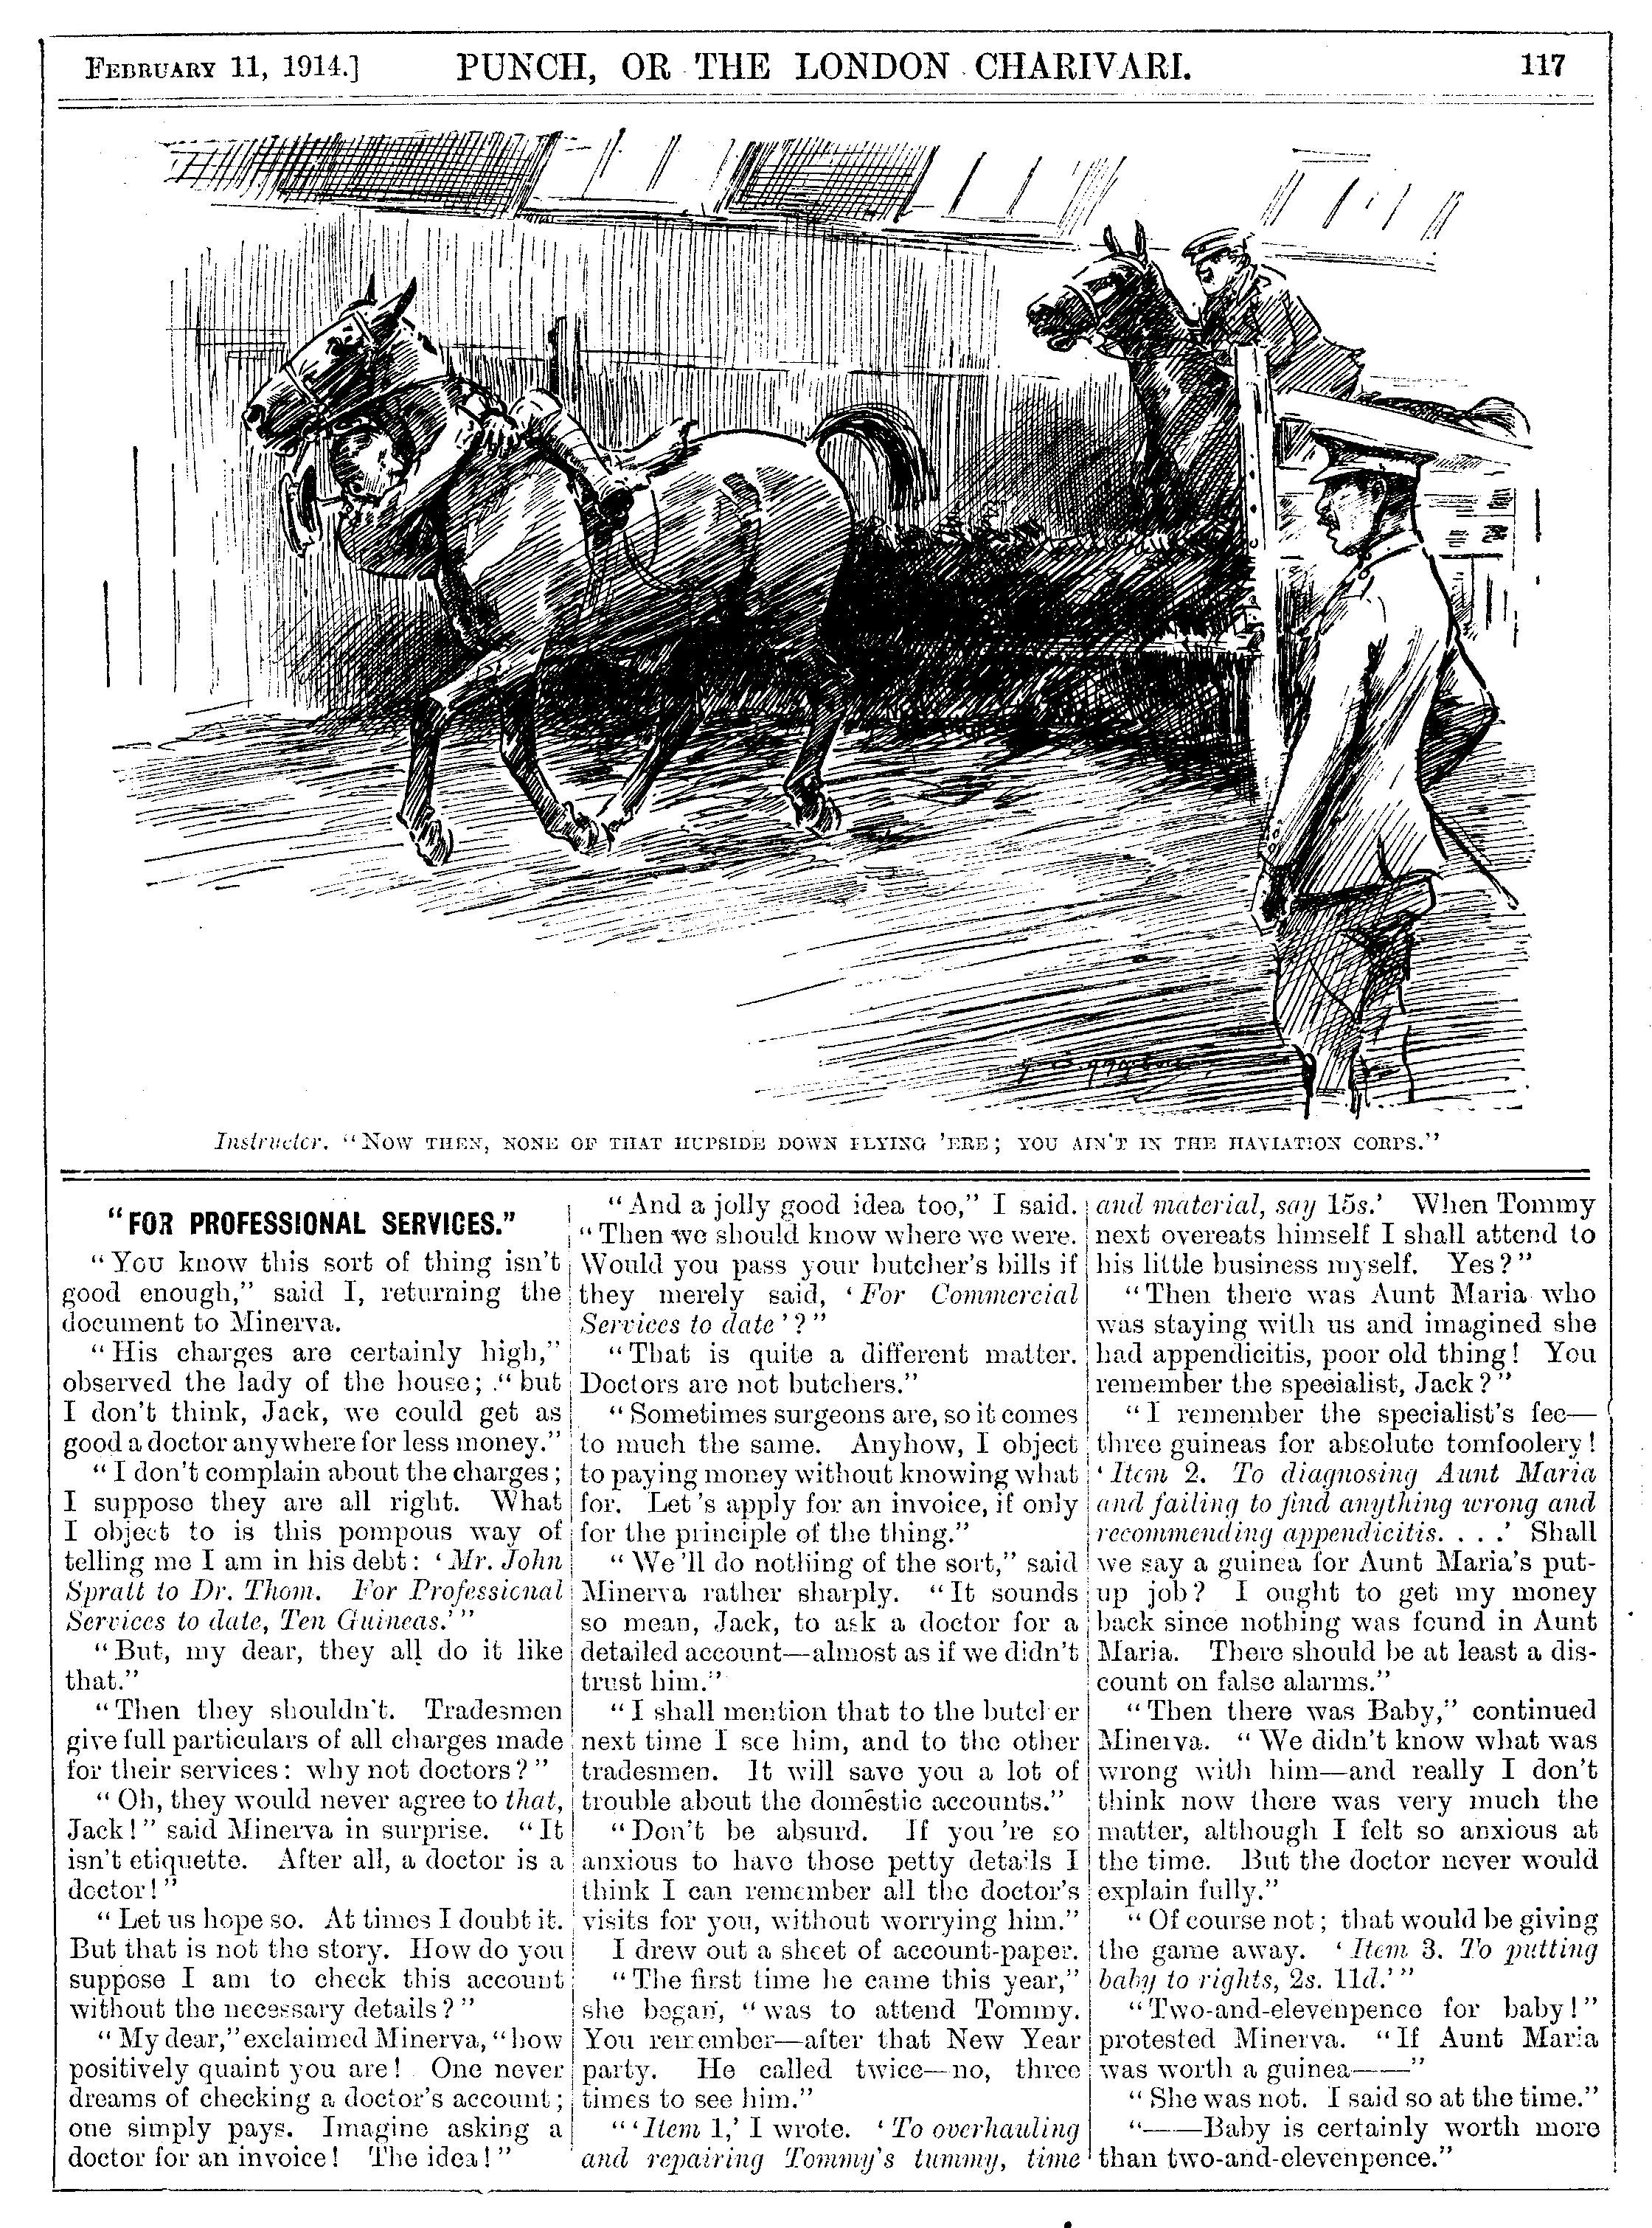 FEBRUARY 11, 1914.] PUNCH, OR THE LONDON CHARIVARI. 117
Instructor. "NOW THEN, NONE OF THAT HUPSIDE DOWN FLYING 'ERE; YOU AIN'T IN THE HAVIATION CORPS."
"FOR PROFESSIONAL SERVICES."
"YOU know this sort of thing isn't
good enough," said I, returning the
document to Minerva.
"His charges are certainly high,"
observed the lady of the house; "but
I don't think, Jack, we could get as
good a doctor anywhere for less money."
"I don't complain about the charges;
I suppose they are all right. What
I object to is this pompous way of
telling me I am in his debt: 'Mr. John
Spratt to Dr. Thom. For Professional
Services to date, Ten Guineas.'"
"But, my dear, they all do it like
that."
"Then they shouldn't. Tradesmen
give full particulars of all charges made
for their services: why not doctors?"
"Oh, they would never agree to that,
Jack!" said Minerva in surprise. "It
isn't etiquette. After all, a doctor is a
doctor!"
"Let us hope so. At times I doubt it.
But that is not the story. How do you
suppose I am to check this account
without the necessary details?"
"My dear," exclaimed Minerva, "how
positively quaint you are! One never
dreams of checking a doctor's account;
one simply pays. Imagine asking a
doctor for an invoice! The idea!"
"And a jolly good idea too," I said.
"Then we should know where we were.
Would you pass your butcher's bills if
they merely said, 'For Commercial
Services to date'?"
"That is quite a different matter.
Doctors are not butchers."
"Sometimes surgeons are, so it comes
to much the same. Anyhow, I object
to paying money without knowing what
for. Let's apply for an invoice, if only
for the principle of the thing."
"We'll do nothing of the sort," said
Minerva rather sharply. "It sounds
so mean, Jack, to ask a doctor for a
detailed account—almost as if we didn't
trust him."
"I shall mention that to the butcher
next time I see him, and to the other
tradesmen. It will save you a lot of
trouble about the domestic accounts."
"Don't be absurd. If you're so
anxious to have those petty details I
think I can remember all the doctor's
visits for you, without worrying him."
I drew out a sheet of account-paper.
"The first time he came this year,"
she began, "was to attend Tommy.
You remember—after that New Year
party. He called twice—no, three
times to see him."
"'Item 1,' I wrote. 'To overhauling
and repairing Tommy's tummy, time
and material, say 15s.' When Tommy
next overeats himself I shall attend to
his little business myself. Yes?"
"Then there was Aunt Maria who
was staying with us and imagined she
had appendicitis, poor old thing! You
remember the specialist, Jack?"
"I remember the specialist's fee—
three guineas for absolute tomfoolery!
'Item 2. To diagnosing Aunt Maria
and failing to find anything wrong and
recommending appendicitis. . . .' Shall
we say a guinea for Aunt Maria's put-
up job? I ought to get my money
back since nothing was found in Aunt
Maria. There should be at least a dis-
count on false alarms."
"Then there was Baby," continued
Minerva. "We didn't know what was
wrong with him—and really I don't
think now there was very much the
matter, although I felt so anxious at
the time. But the doctor never would
explain fully."
"Of course not; that would be giving
the game away. 'Item 3. To putting
baby to rights, 2s. 11d.'"
"Two-and-elevenpence for baby!"
protested Minerva. "If Aunt Maria
was worth a guinea——"
"She was not. I said so at the time."
"——Baby is certainly worth more
than two-and-elevenpence."